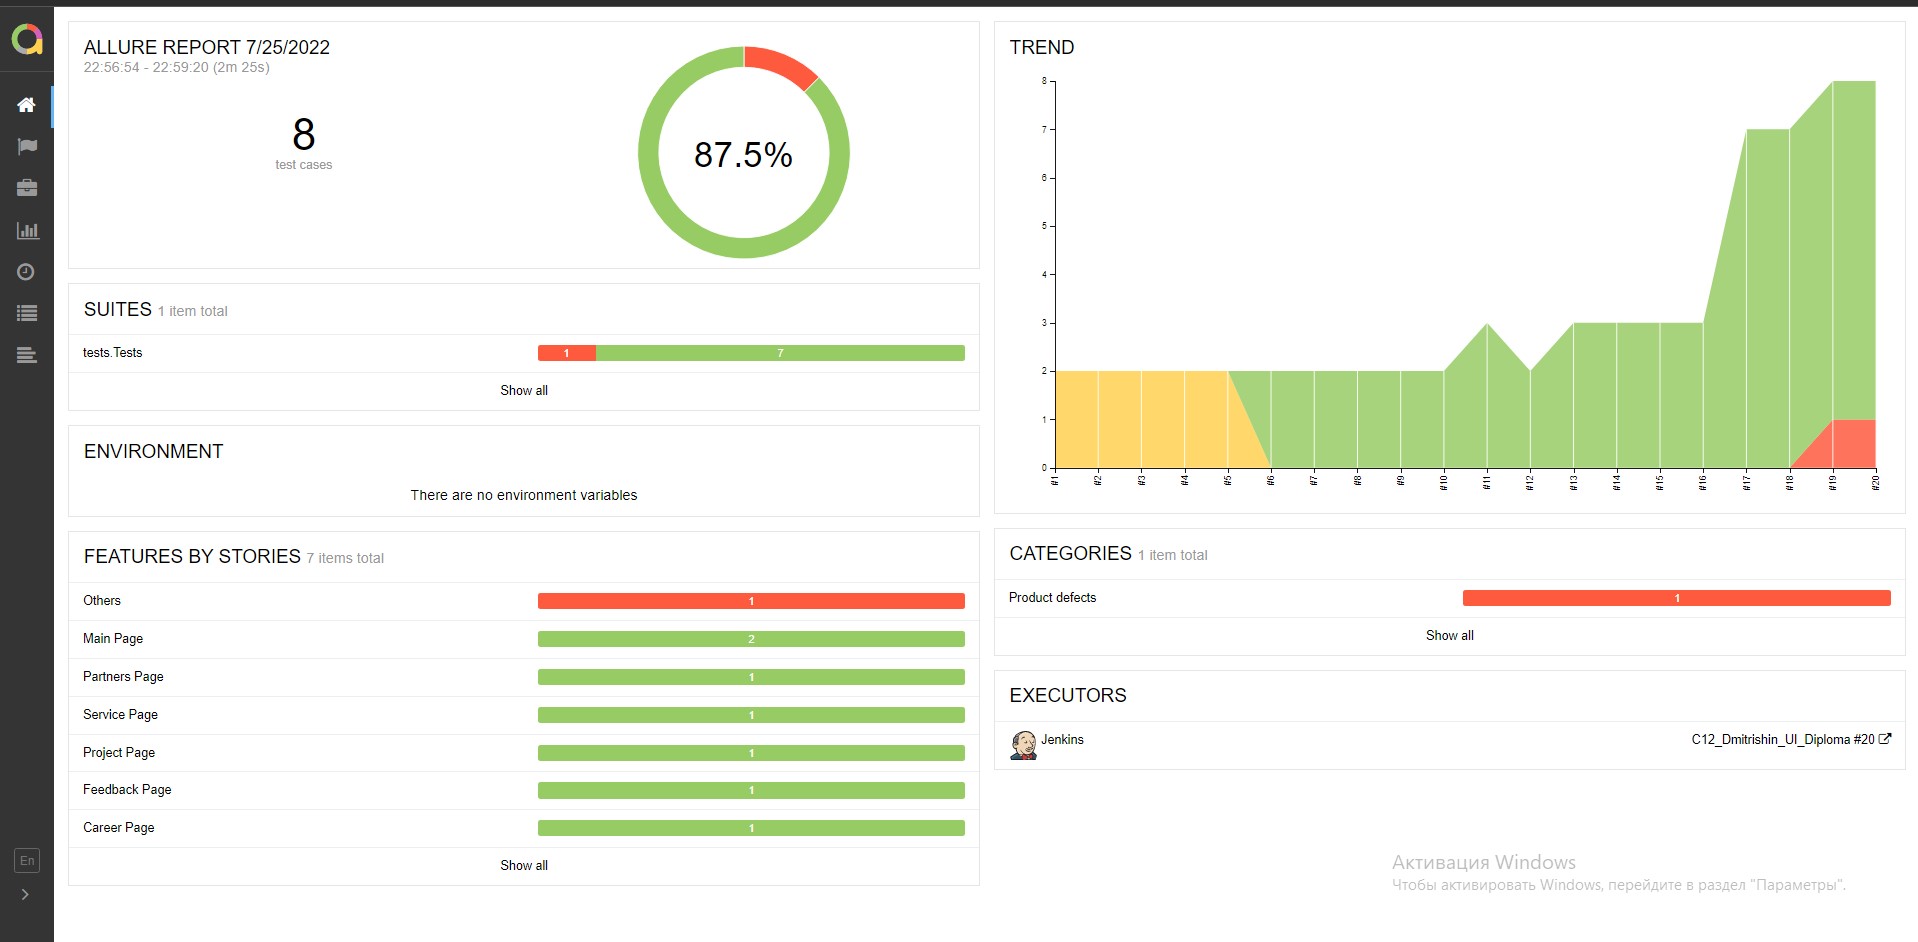 ALLURE REPORT 7/25/2022
22:56:54 - 22:59:20 (2m 25s)
8
test cases
87.5%
SUITES 1 item total
tests.Tests 1 7
Show all
ENVIRONMENT
There are no environment variables
FEATURES BY STORIES 7 items total
Others 1
Main Page 2
Partners Page 1
Service Page 1
Project Page 1
Feedback Page 1
Career Page 1
Show all
En
TREND
8
7
6
5
4
3
2
1
0
#1 #2 #3 #4 #5 #6 #7 #8 #9 #10 #11 #12 #13 #14 #15 #16 #17 #18 #19 #20
CATEGORIES 1 item total
Product defects 1
Show all
EXECUTORS
Jenkins C12_Dmitrishin_UI_Diploma #20
Активация Windows
Чтобы активировать Windows, перейдите в раздел "Параметры".